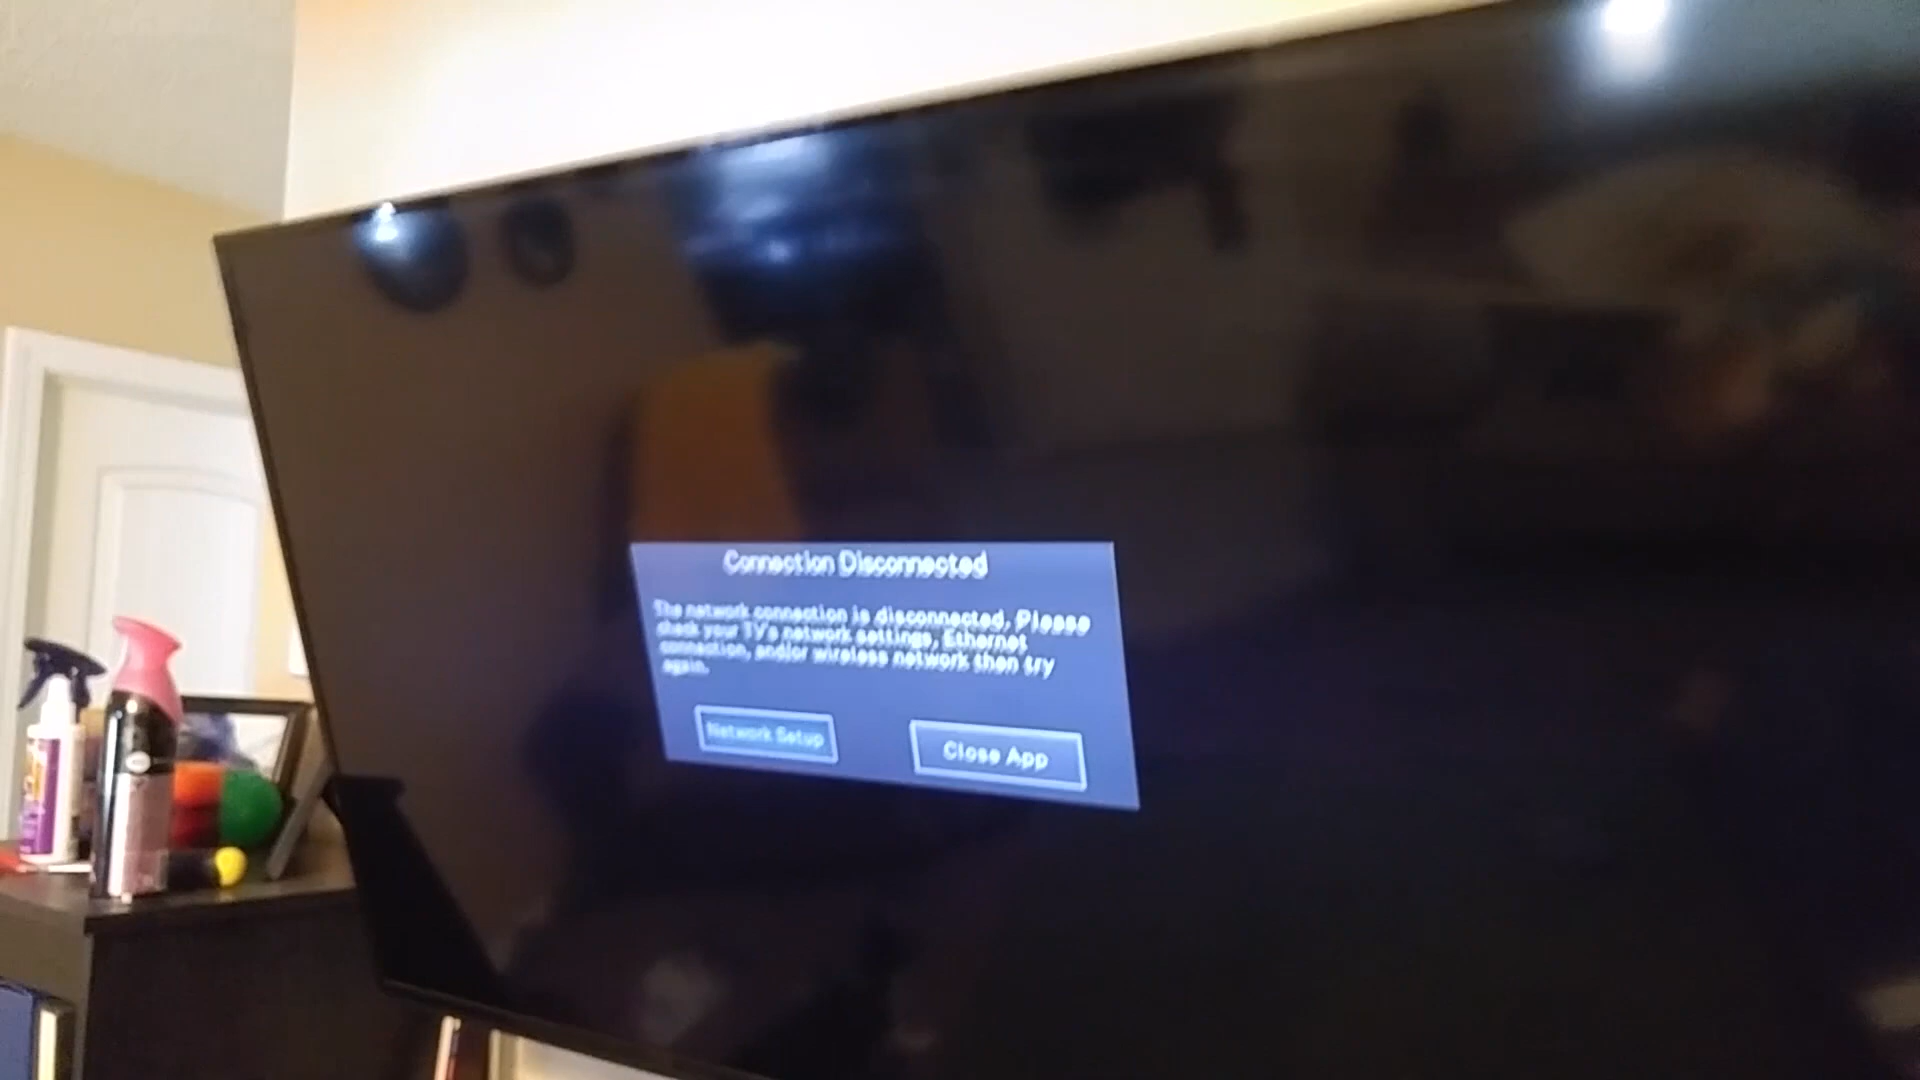 Connection Disconnected
The network connection is disconnected. Please
check your TV's network settings, Ethernet
connection, and/or wireless network then try
again.
Network Setup
Close App